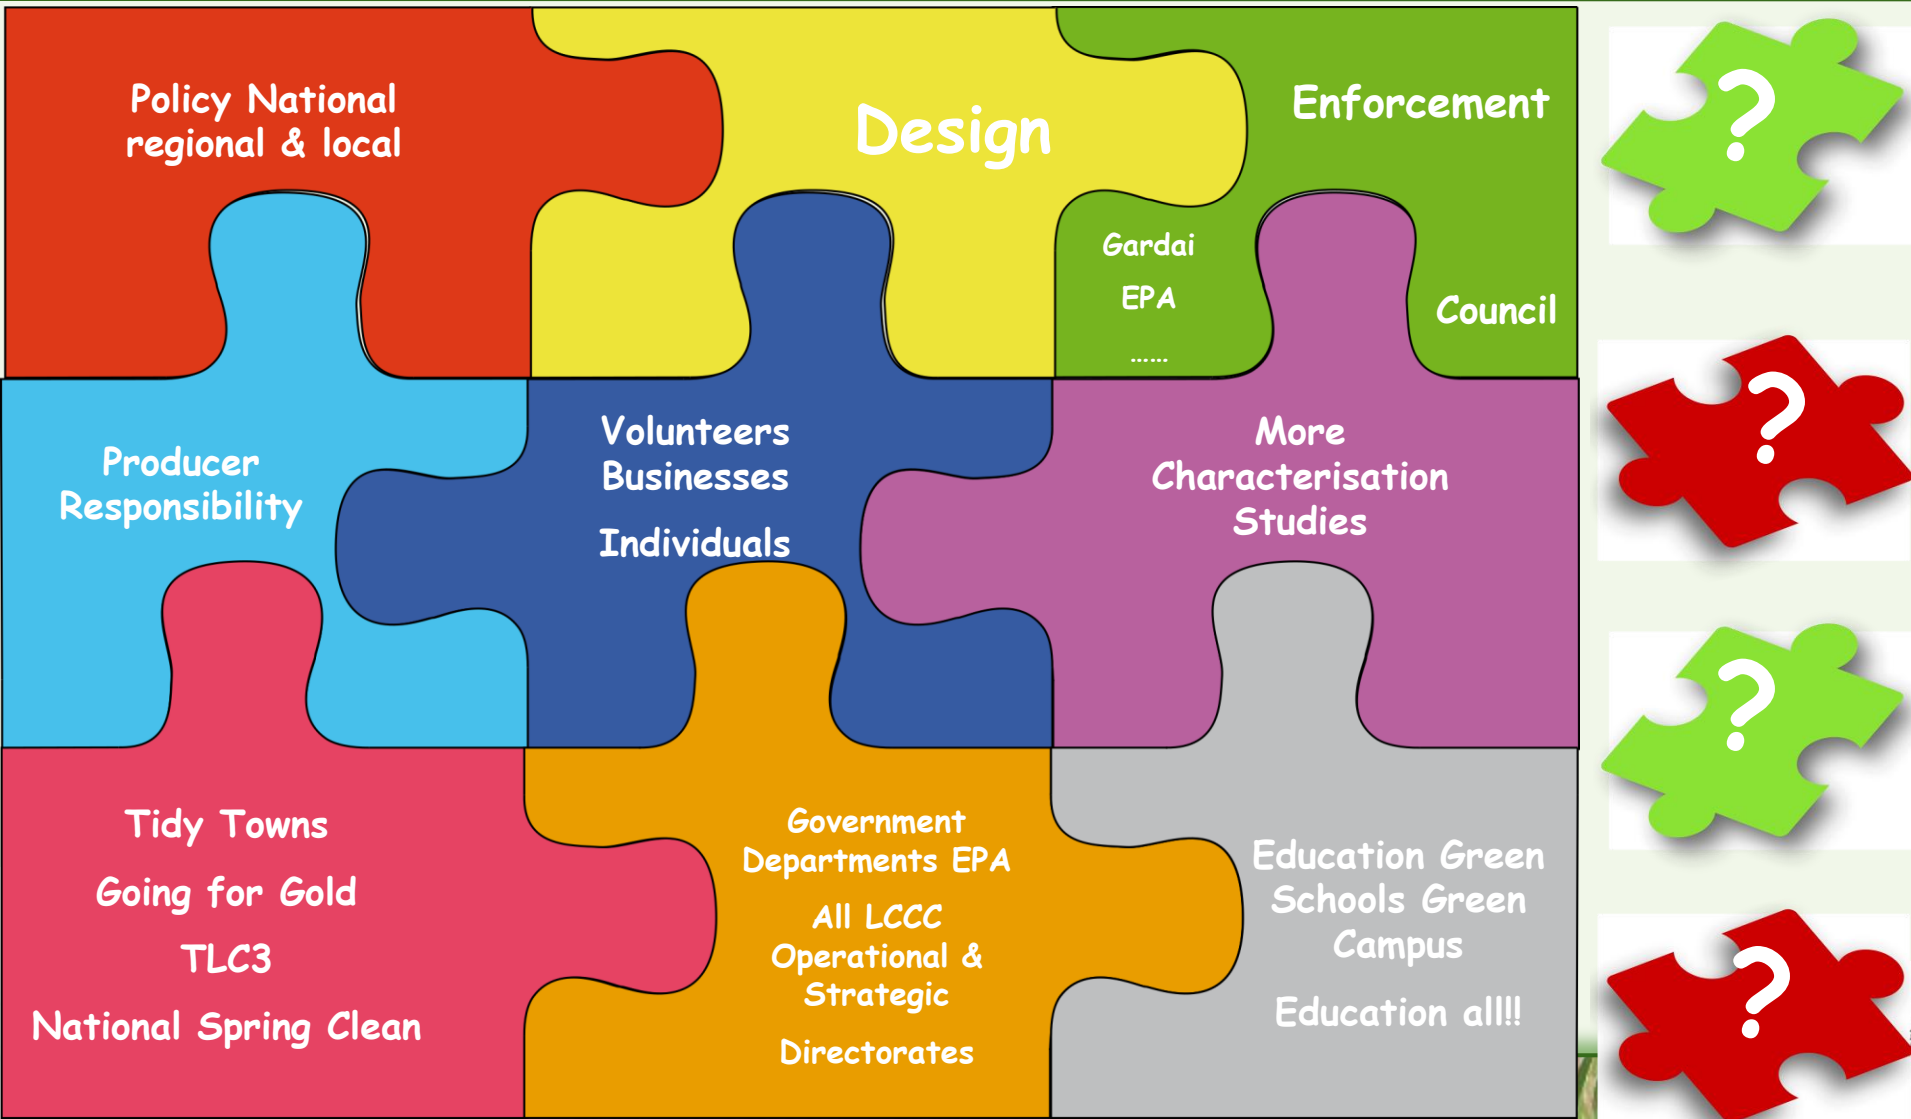 Policy National
regional & local
Design
Enforcement
Gardai
EPA
......
Council
Producer
Responsibility
Volunteers
Businesses
Individuals
More
Characterisation
Studies
Tidy Towns
Going for Gold
TLC3
National Spring Clean
Government
Departments EPA
All LCCC
Operational &
Strategic
Directorates
Education Green
Schools Green
Campus
Education all!!
?
?
?
?